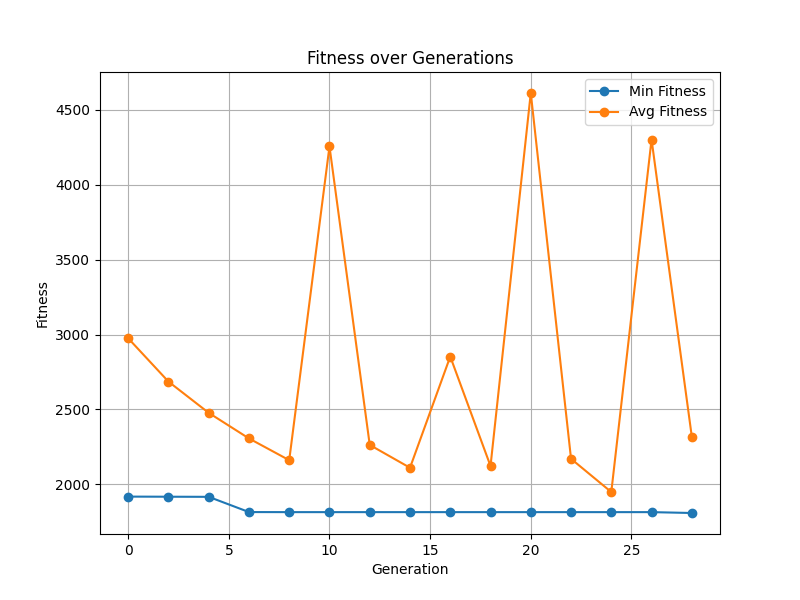 Fitness over Generations
Min Fitness
Avg Fitness
4500
4000
3500
3000
2500
2000
Fitness
0 5 10 15 20 25
Generation